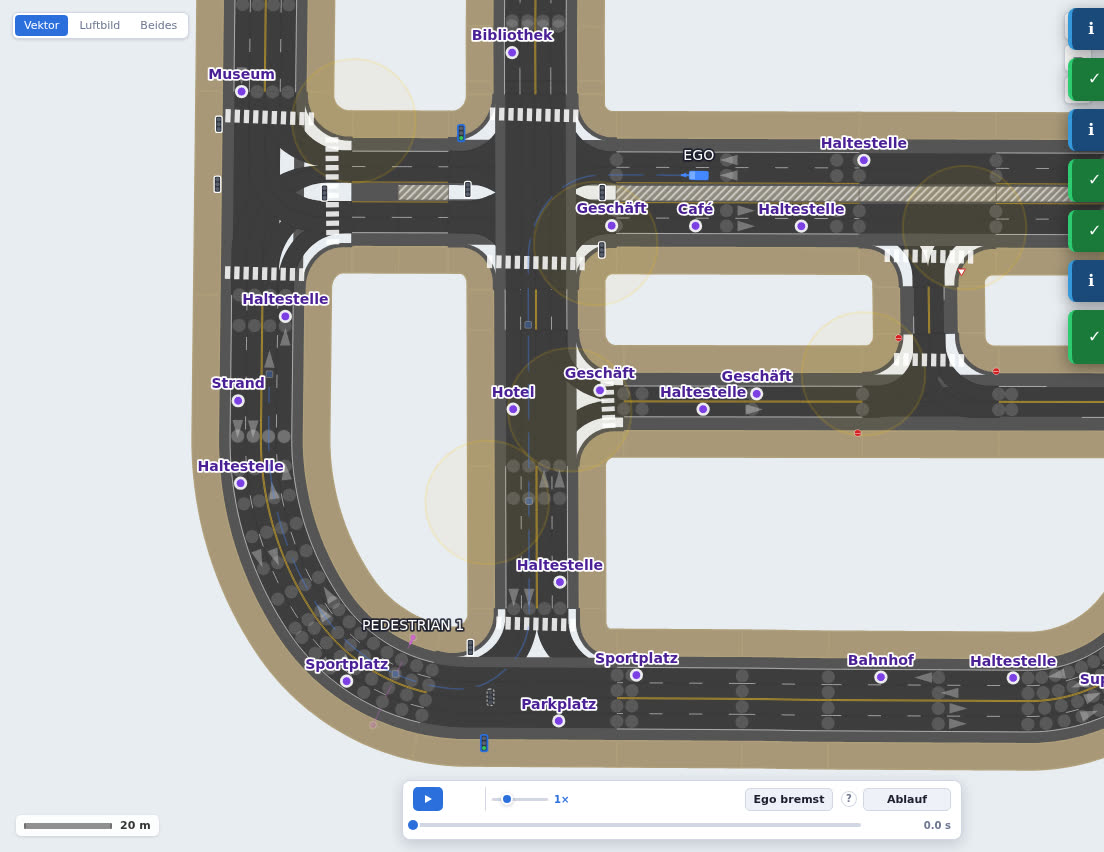 Vektor Luftbild Beides
Bibliothek
Museum
Haltestelle
EGO
Geschäft Café Haltestelle
Haltestelle
Geschäft
Geschäft
Strand
Hotel
Haltestelle
Haltestelle
Haltestelle
PEDESTRIAN 1
Sportplatz
Sportplatz
Bahnhof
Haltestelle
Parkplatz
1×
Ego bremst
?
Ablauf
20 m
0.0 s